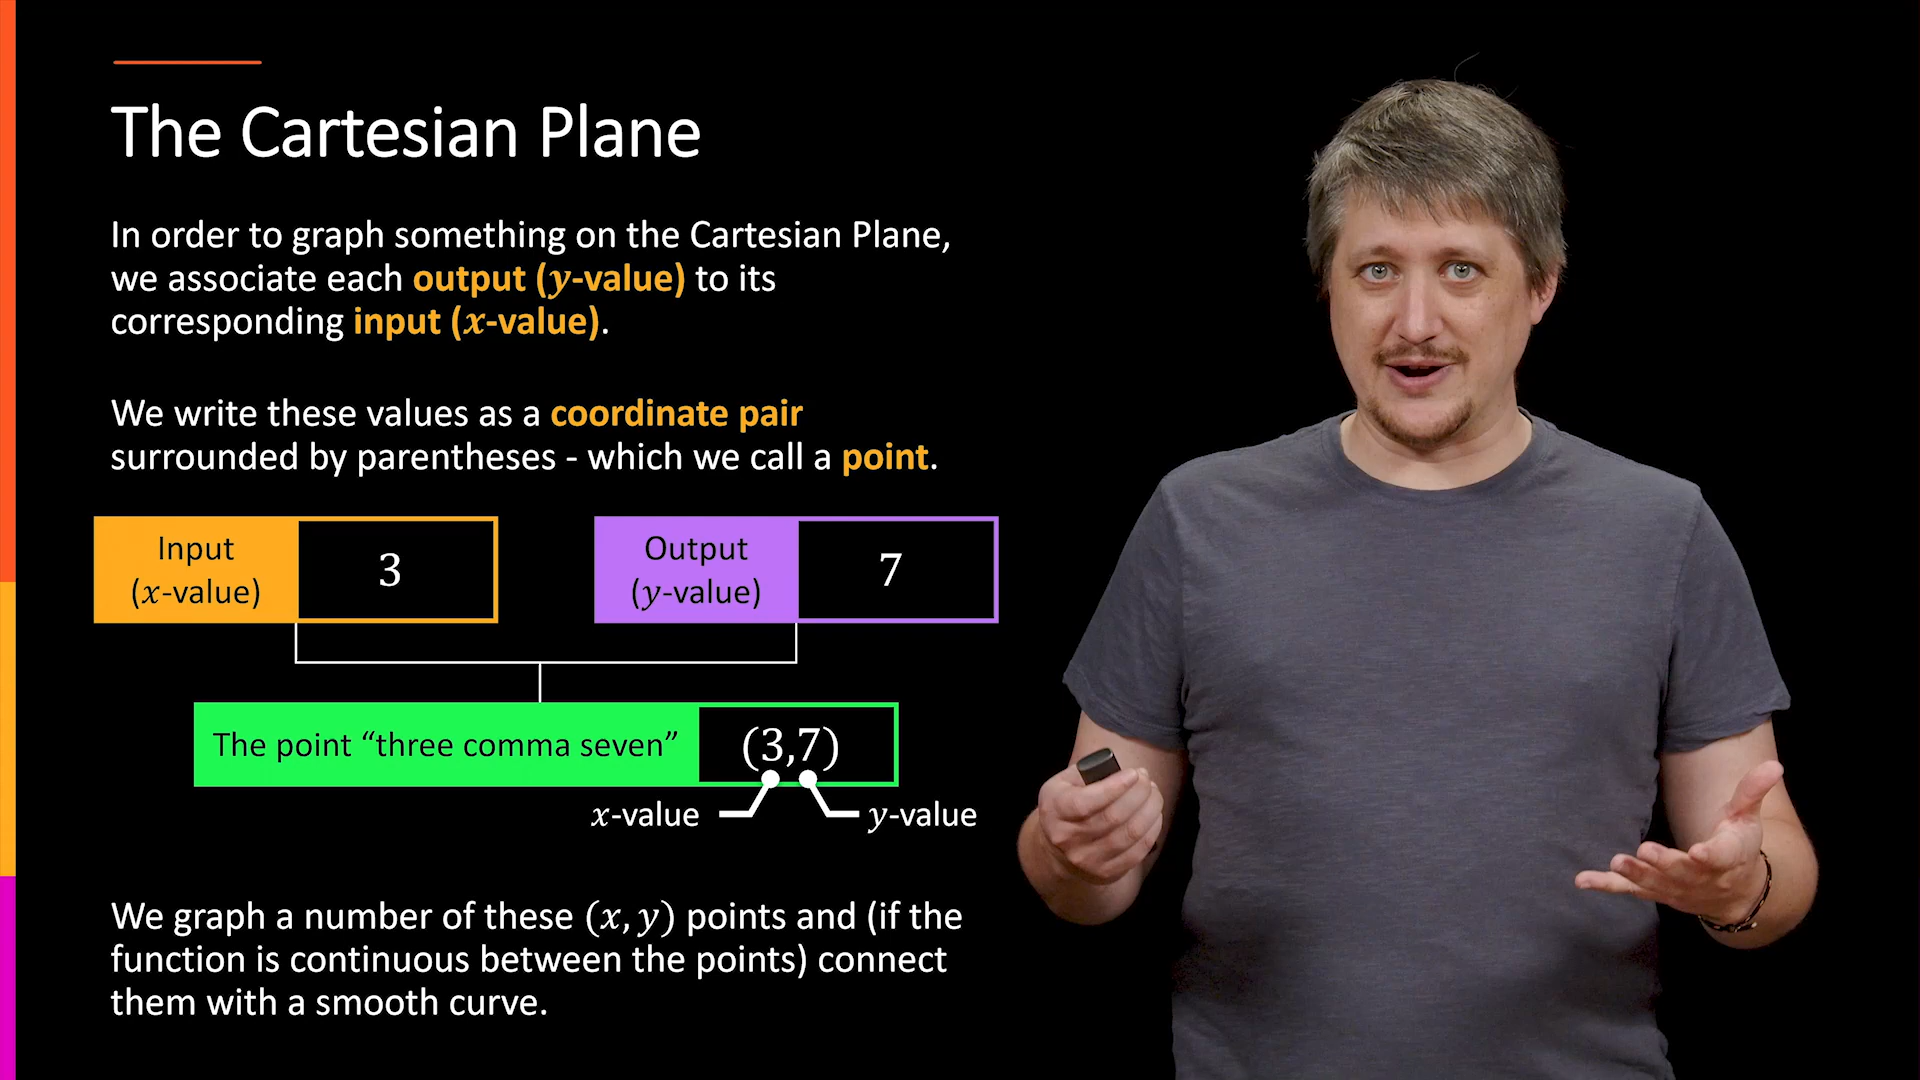 The Cartesian Plane
In order to graph something on the Cartesian Plane,
we associate each output (y-value) to its
corresponding input (x-value).
We write these values as a coordinate pair
surrounded by parentheses - which we call a point.
Input
(x-value)
3
Output
(y-value)
7
The point “three comma seven”
(3,7)
x-value
y-value
We graph a number of these (x, y) points and (if the
function is continuous between the points) connect
them with a smooth curve.